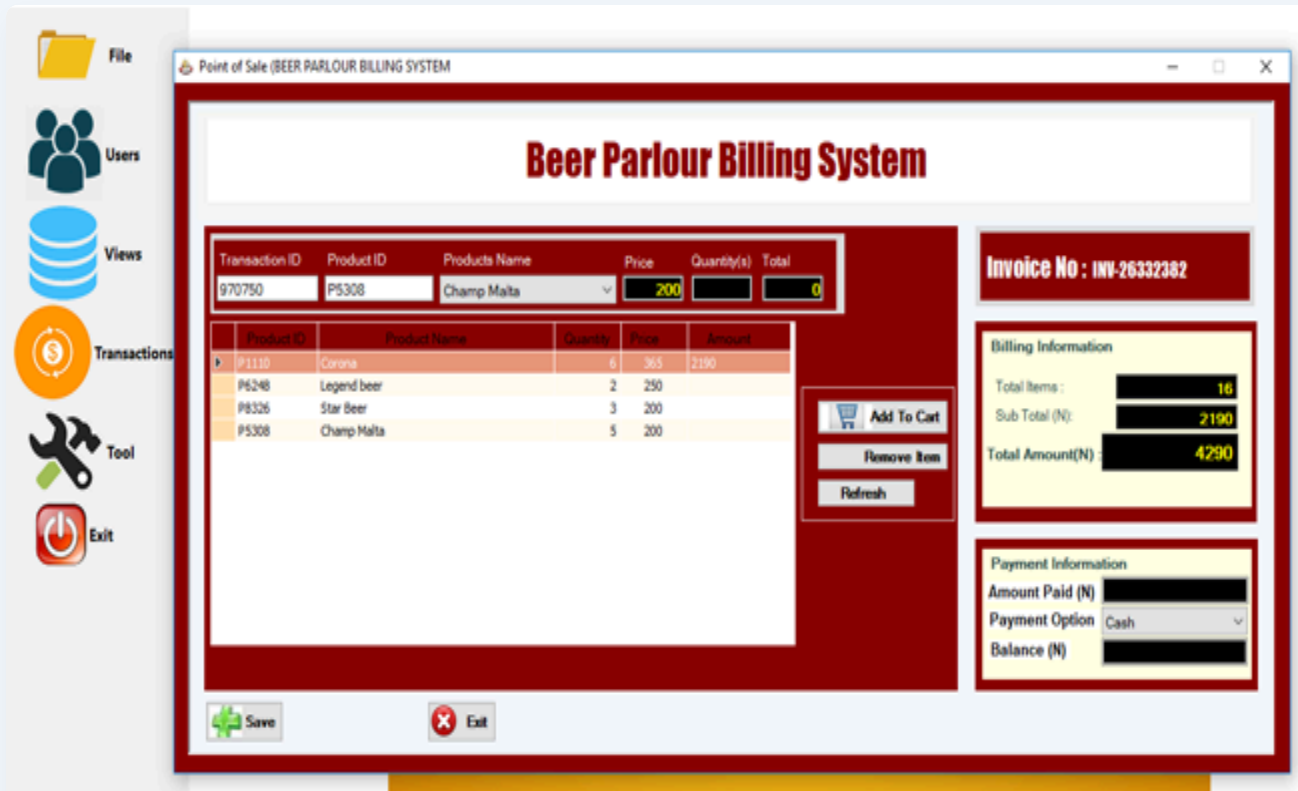 File
Users
Views
Transactions
Tool
Exit
Point of Sale (BEER PARLOUR BILLING SYSTEM
Beer Parlour Billing System
Transaction ID Product ID Products Name Price Quantity(s) Total
970750 P5308 Champ Malta 200 0
Product ID Product Name Quantity Price Amount
P1110 Corona 6 365 2190
P6248 Legend beer 2 250
P8326 Star Beer 3 200
P5308 Champ Malta 5 200
Add To Cart
Remove Item
Refresh
Invoice No : INV-26332382
Billing Information
Total Items : 16
Sub Total (N): 2190
Total Amount(N) : 4290
Payment Information
Amount Paid (N)
Payment Option Cash
Balance (N)
Save
Exit